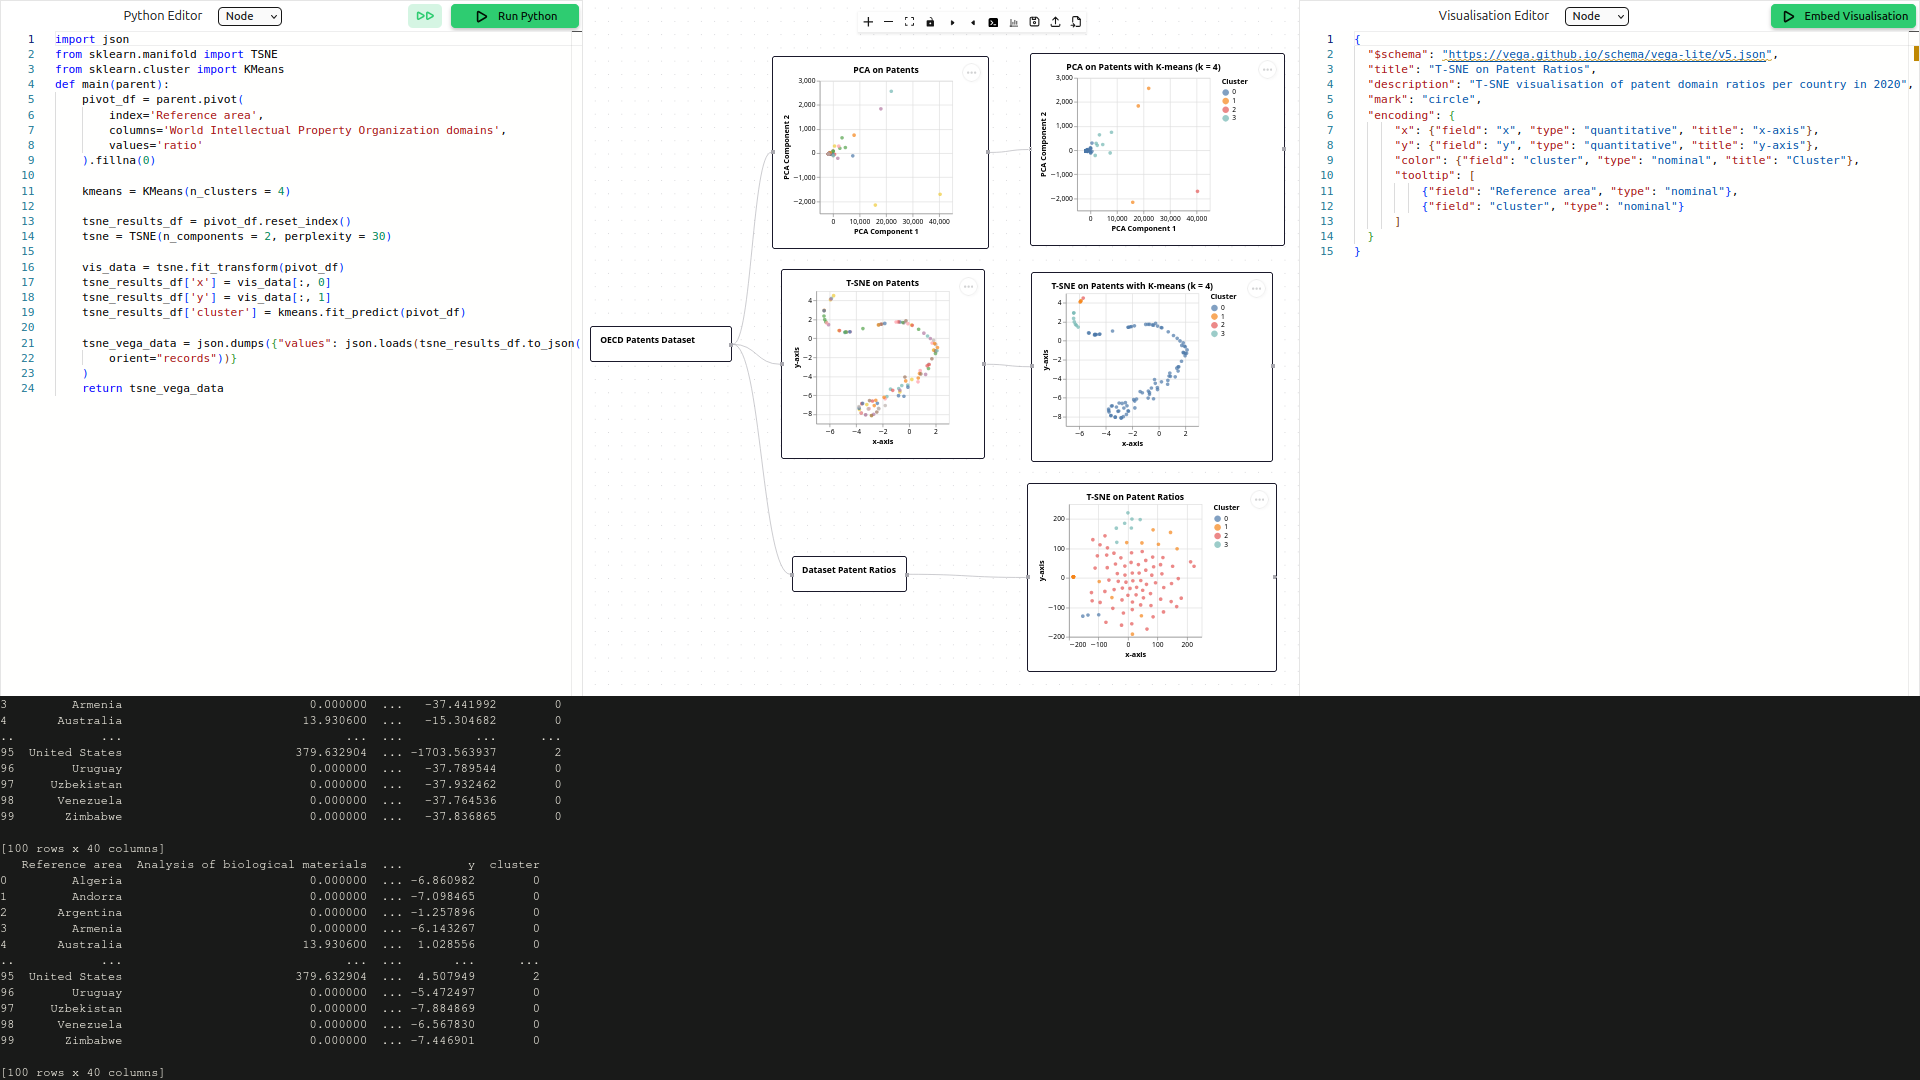 Python Editor
Node
Run Python
1 import json
2 from sklearn.manifold import TSNE
3 from sklearn.cluster import KMeans
4 def main(parent):
5 pivot_df = parent.pivot(
6 index='Reference area',
7 columns='World Intellectual Property Organization domains',
8 values='ratio'
9 ).fillna(0)
10
11 kmeans = KMeans(n_clusters = 4)
12
13 tsne_results_df = pivot_df.reset_index()
14 tsne = TSNE(n_components = 2, perplexity = 30)
15
16 vis_data = tsne.fit_transform(pivot_df)
17 tsne_results_df['x'] = vis_data[:, 0]
18 tsne_results_df['y'] = vis_data[:, 1]
19 tsne_results_df['cluster'] = kmeans.fit_predict(pivot_df)
20
21 tsne_vega_data = json.dumps({"values": json.loads(tsne_results_df.to_json(
22 orient="records"))}
23 )
24 return tsne_vega_data
OECD Patents Dataset
PCA on Patents
3,000
2,000
1,000
0
−1,000
−2,000
PCA Component 2
0 10,000 20,000 30,000 40,000
PCA Component 1
PCA on Patents with K-means (k = 4)
3,000
2,000
1,000
0
−1,000
−2,000
PCA Component 2
0 10,000 20,000 30,000 40,000
PCA Component 1
Cluster
0
1
2
3
T-SNE on Patents
4
2
0
−2
−4
−6
−8
y-axis
−6 −4 −2 0 2
x-axis
T-SNE on Patents with K-means (k = 4)
4
2
0
−2
−4
−6
−8
y-axis
−6 −4 −2 0 2
x-axis
Cluster
0
1
2
3
Dataset Patent Ratios
T-SNE on Patent Ratios
200
100
0
−100
−200
y-axis
−200 −100 0 100 200
x-axis
Cluster
0
1
2
3
Visualisation Editor
Node
Embed Visualisation
1 {
2 "$schema": "https://vega.github.io/schema/vega-lite/v5.json",
3 "title": "T-SNE on Patent Ratios",
4 "description": "T-SNE visualisation of patent domain ratios per country in 2020",
5 "mark": "circle",
6 "encoding": {
7 "x": {"field": "x", "type": "quantitative", "title": "x-axis"},
8 "y": {"field": "y", "type": "quantitative", "title": "y-axis"},
9 "color": {"field": "cluster", "type": "nominal", "title": "Cluster"},
10 "tooltip": [
11 {"field": "Reference area", "type": "nominal"},
12 {"field": "cluster", "type": "nominal"}
13 ]
14 }
15 }
3 Armenia 0.000000 ... -37.441992 0
4 Australia 13.930600 ... -15.304682 0
.. ... ... ... ... ...
95 United States 379.632904 ... -1703.563937 2
96 Uruguay 0.000000 ... -37.789544 0
97 Uzbekistan 0.000000 ... -37.932462 0
98 Venezuela 0.000000 ... -37.764536 0
99 Zimbabwe 0.000000 ... -37.836865 0
[100 rows x 40 columns]
Reference area Analysis of biological materials ... y cluster
0 Algeria 0.000000 ... -6.860982 0
1 Andorra 0.000000 ... -7.098465 0
2 Argentina 0.000000 ... -1.257896 0
3 Armenia 0.000000 ... -6.143267 0
4 Australia 13.930600 ... 1.028556 0
.. ... ... ... ... ...
95 United States 379.632904 ... 4.507949 2
96 Uruguay 0.000000 ... -5.472497 0
97 Uzbekistan 0.000000 ... -7.884869 0
98 Venezuela 0.000000 ... -6.567830 0
99 Zimbabwe 0.000000 ... -7.446901 0
[100 rows x 40 columns]